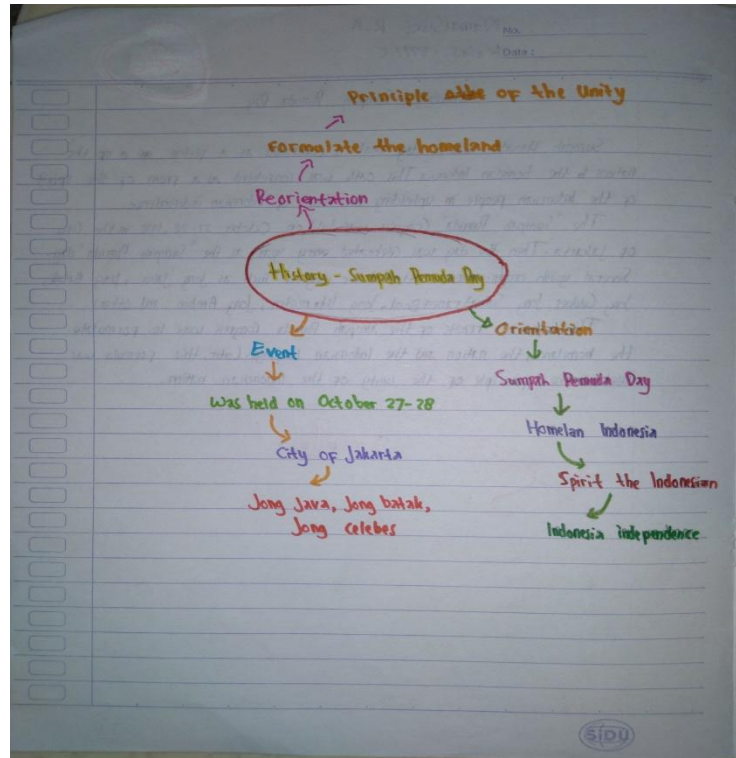 No.
Date:
Principle of the Unity
Formulate the homeland
Reorientation
History - Sumpah Pemuda Day
Event
Orientation
Was held on October 27-28
Sumpah Pemuda Day
City of Jakarta
Homelan Indonesia
Jong Java, Jong batak,
Jong celebes
Spirit the Indonesian
Indonesia independence
SIDU